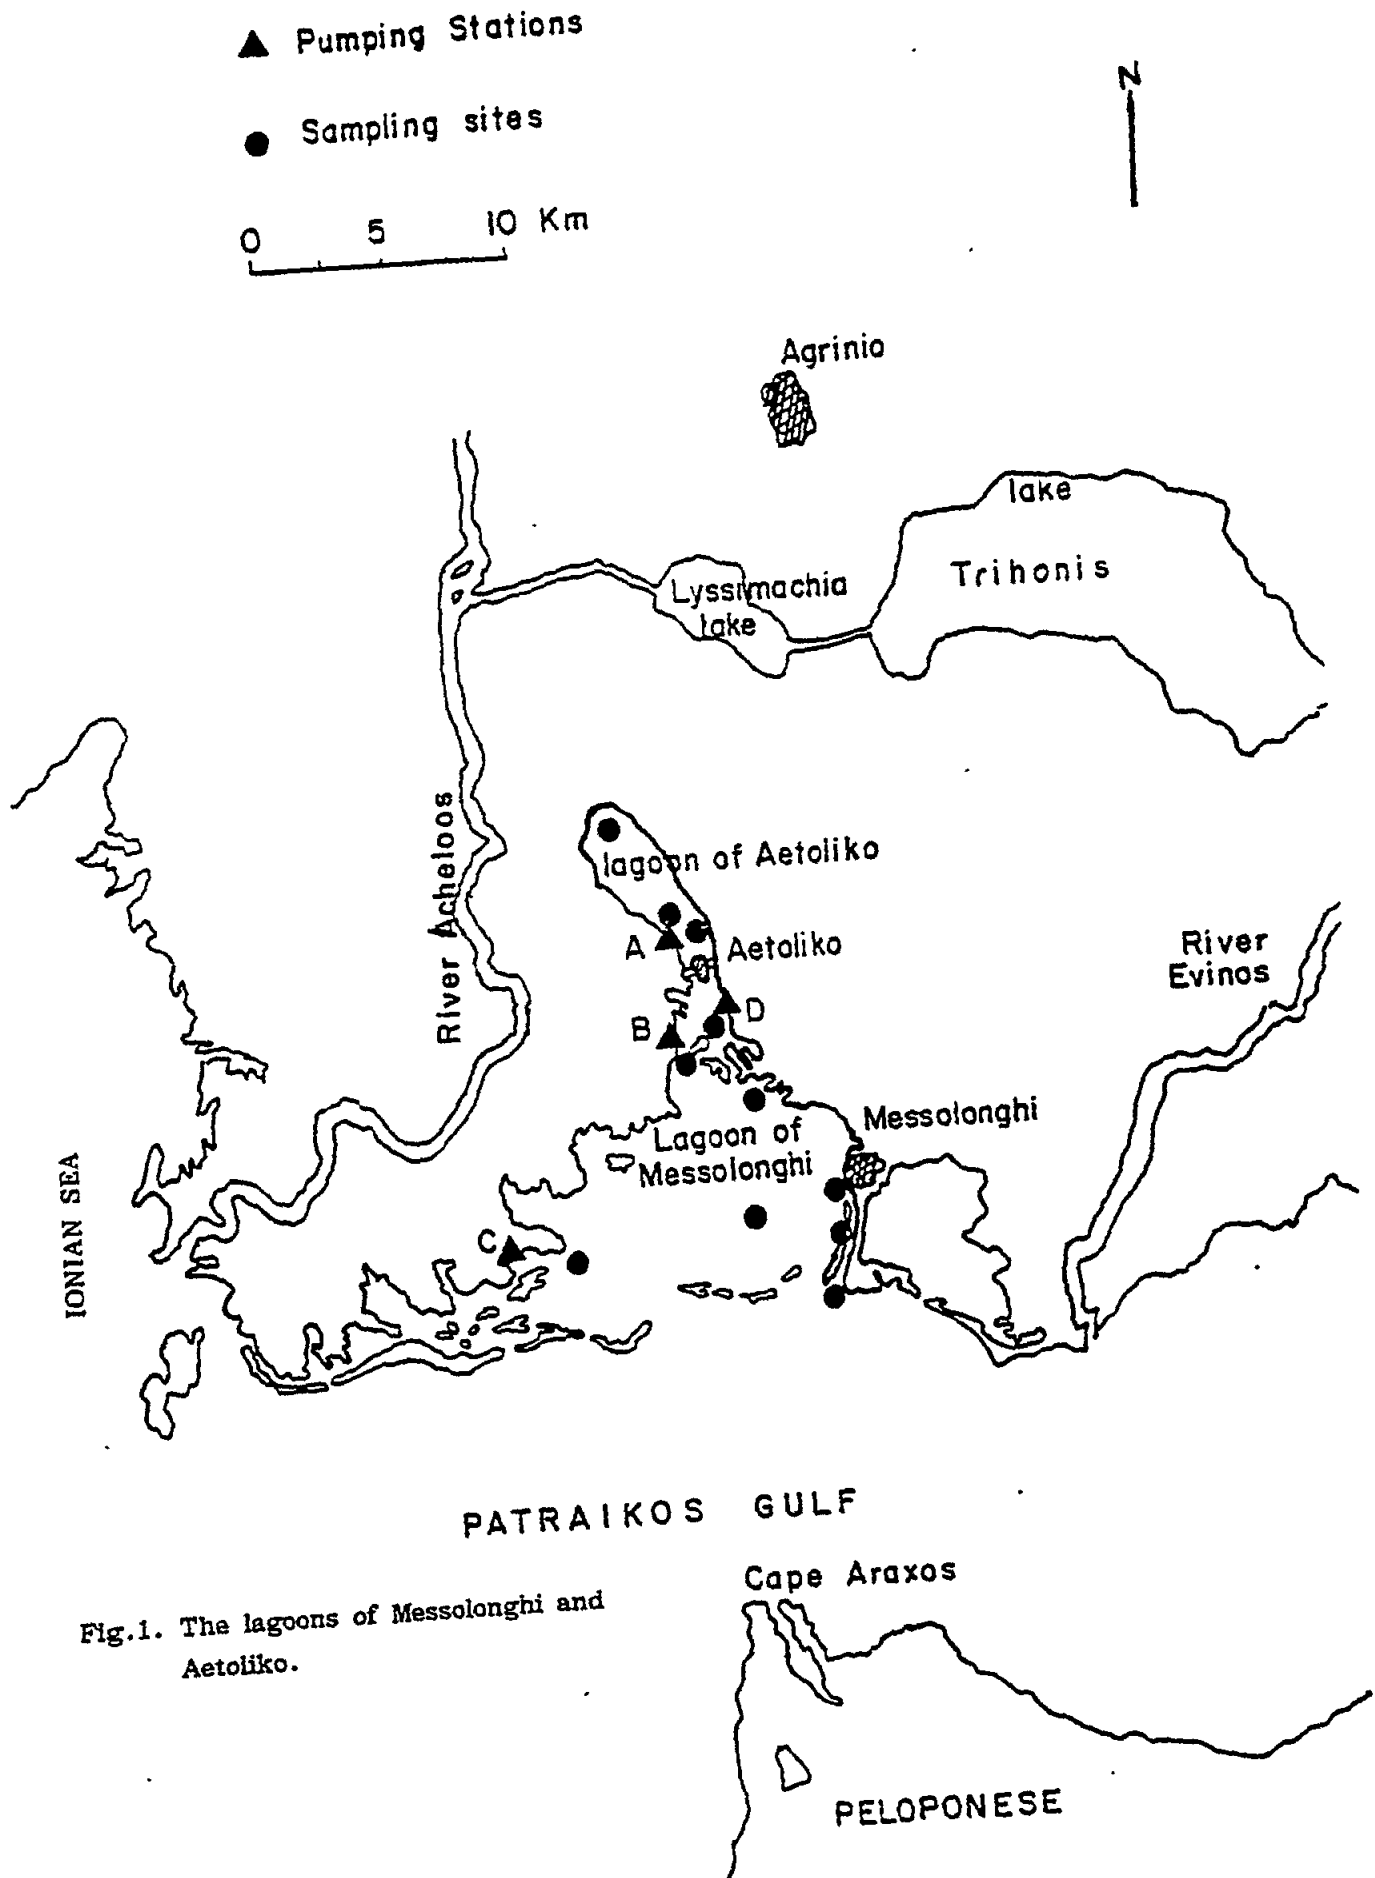 ▲ Pumping Stations
● Sampling sites
0 5 10 Km
N
Agrinio
lake
Trihonis
Lyssimachia
lake
River Acheloos
lagoon of Aetoliko
A
Aetoliko
River
Evinos
D
B
Messolonghi
Lagoon of
Messolonghi
C
IONIAN SEA
PATRAIKOS GULF
Cape Araxos
Fig.1. The lagoons of Messolonghi and
Aetoliko.
PELOPONESE